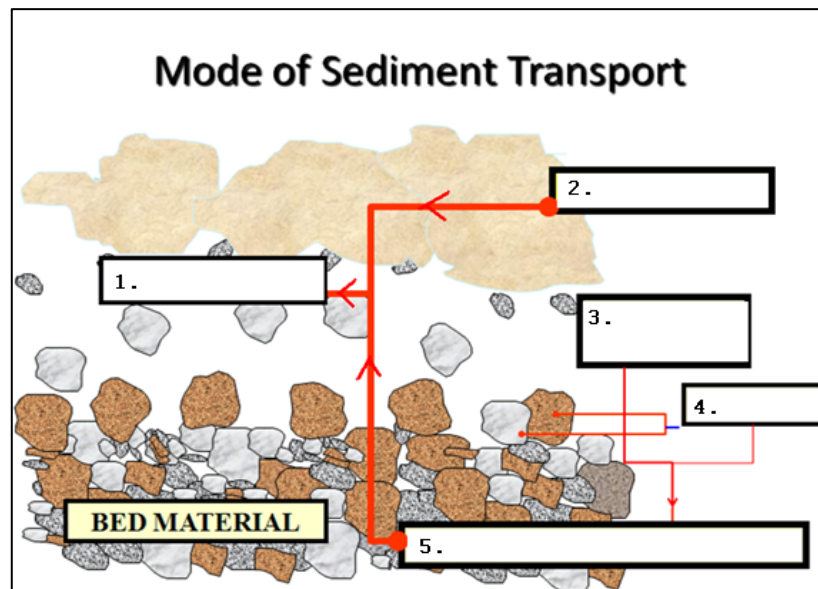 Mode of Sediment Transport
2.
1.
3.
4.
BED MATERIAL
5.